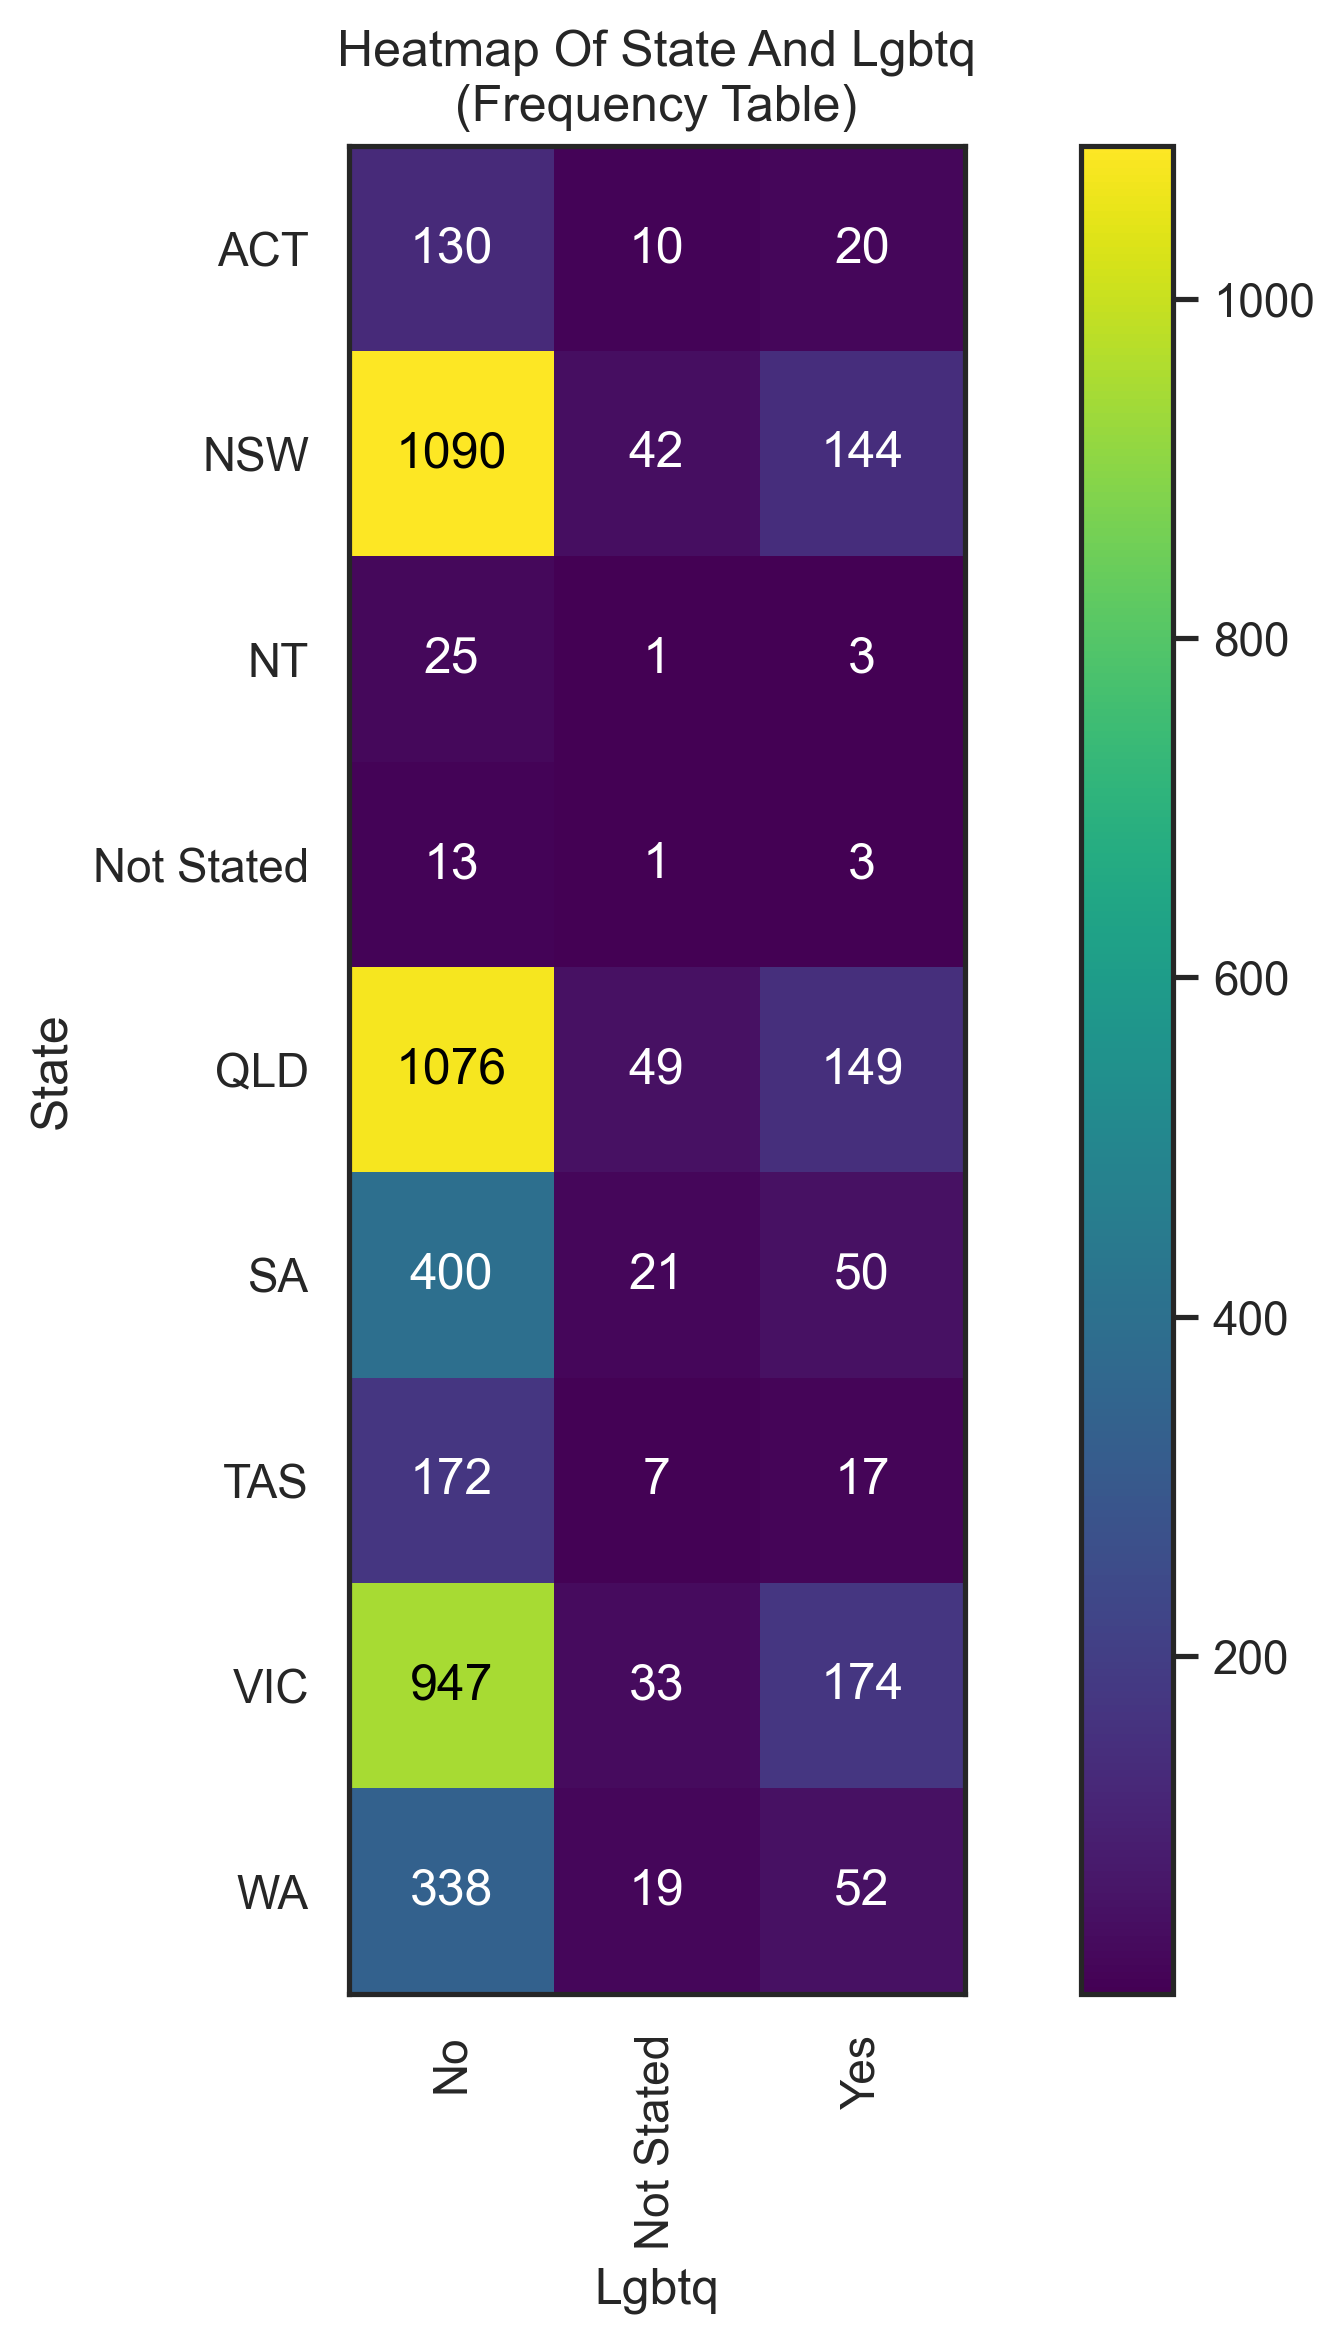 Heatmap Of State And Lgbtq
(Frequency Table)
ACT 130 10 20
NSW 1090 42 144
NT 25 1 3
Not Stated 13 1 3
QLD 1076 49 149
SA 400 21 50
TAS 172 7 17
VIC 947 33 174
WA 338 19 52
State
No Not Stated Yes
Lgbtq
1000
800
600
400
200